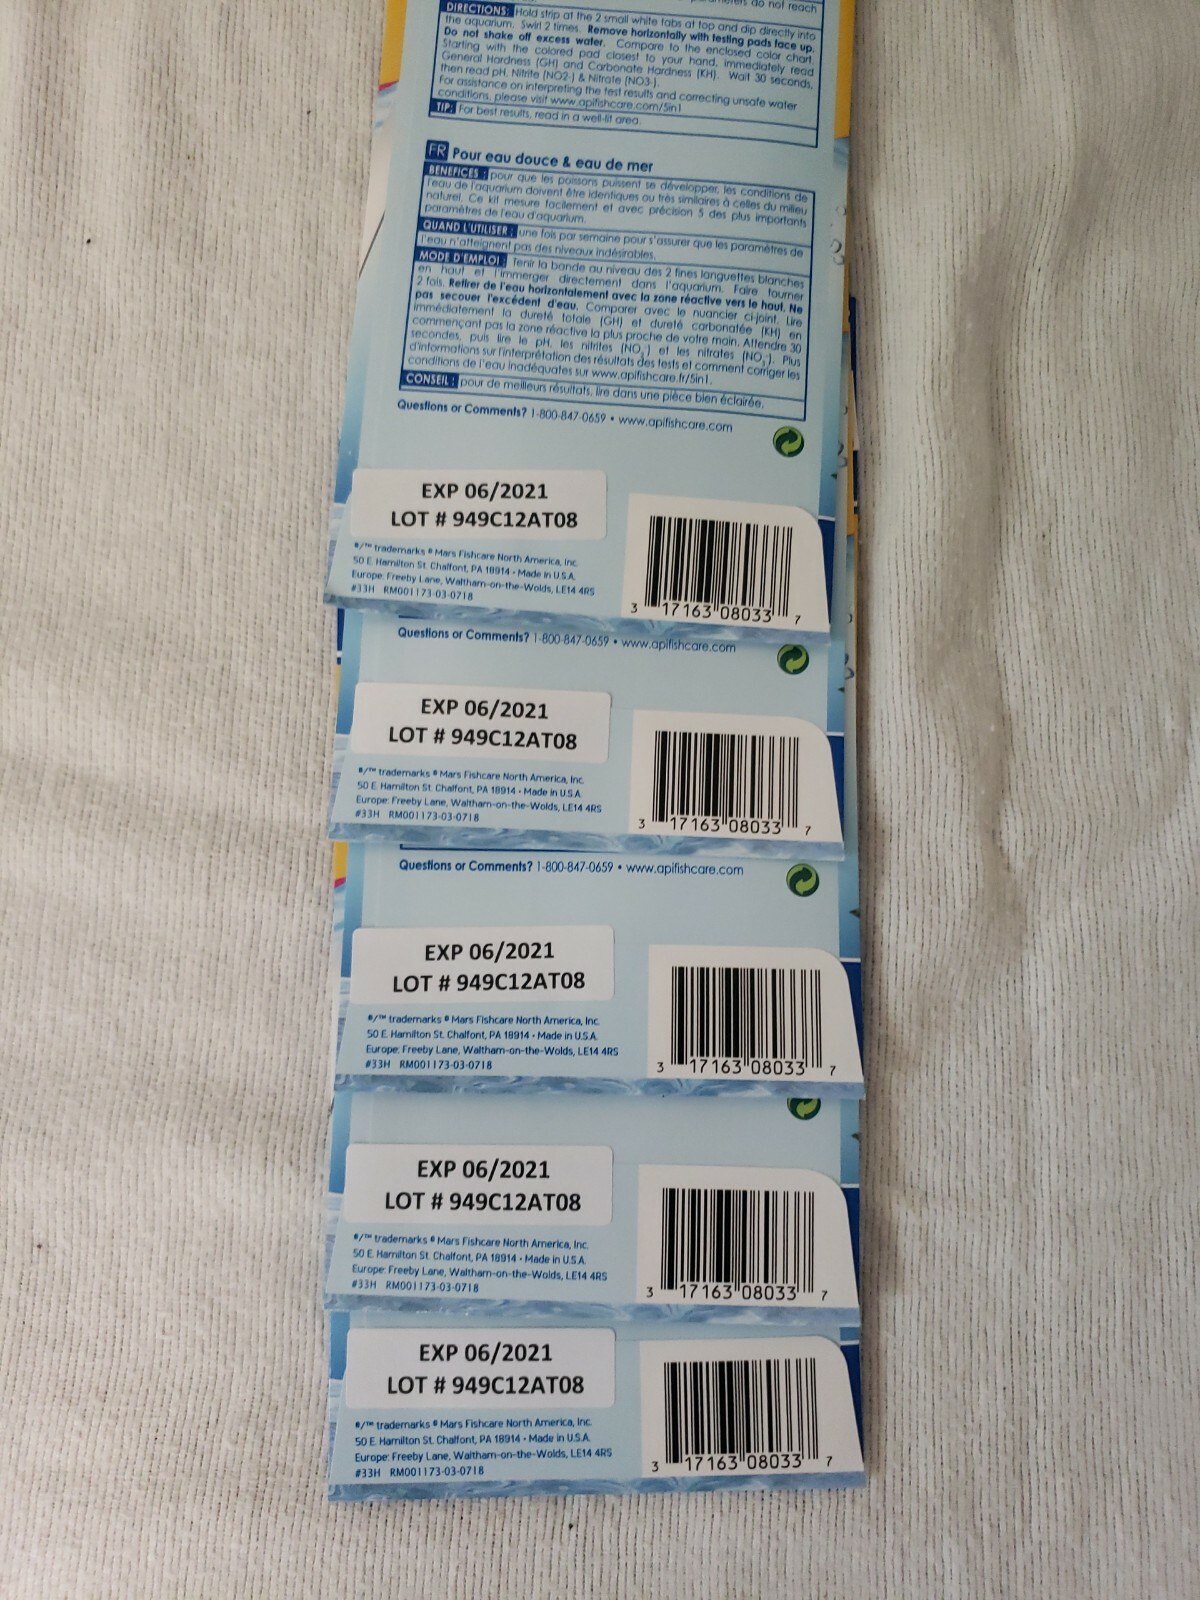 parameters do not reach
DIRECTIONS: Hold strip at the 2 small white tabs at top and dip directly into
the aquarium. Swirl 2 times. Remove horizontally with testing pads face up.
Do not shake off excess water. Compare to the enclosed color chart.
Starting with the colored pad closest to your hand, immediately read
General Hardness (GH) and Carbonate Hardness (KH). Wait 30 seconds,
then read pH, Nitrite (NO2-) & Nitrate (NO3-).
For assistance on interpreting the test results and correcting unsafe water
conditions, please visit www.apifishcare.com/5in1
TIP: For best results, read in a well-lit area.
FR Pour eau douce & eau de mer
BENEFICES : pour que les poissons puissent se développer, les conditions de
l'eau de l'aquarium doivent être identiques ou très similaires à celles du milieu
naturel. Ce kit mesure facilement et avec précision 5 des plus importants
paramètres de l'eau d'aquarium.
QUAND L'UTILISER : une fois par semaine pour s'assurer que les paramètres de
l'eau n'atteignent pas des niveaux indésirables.
MODE D'EMPLOI : Tenir la bande au niveau des 2 fines languettes blanches
en haut et l'immerger directement dans l'aquarium. Faire tourner
2 fois. Retirer de l'eau horizontalement avec la zone réactive vers le haut. Ne
pas secouer l'excédent d'eau. Comparer avec le nuancier ci-joint. Lire
immédiatement la dureté totale (GH) et dureté carbonatée (KH) en
commençant pas la zone réactive la plus proche de votre main. Attendre 30
secondes, puis lire le pH, les nitrites (NO2-) et les nitrates (NO3-). Plus
d'informations sur l'interprétation des résultats des tests et comment corriger les
conditions de l'eau inadéquates sur www.apifishcare.fr/5in1.
CONSEIL : pour de meilleurs résultats, lire dans une pièce bien éclairée.
Questions or Comments? 1-800-847-0659 • www.apifishcare.com
EXP 06/2021
LOT # 949C12AT08
®/™ trademarks © Mars Fishcare North America, Inc.
50 E. Hamilton St. Chalfont, PA 18914 • Made in U.S.A.
Europe: Freeby Lane, Waltham-on-the-Wolds, LE14 4RS
#33H RM001173-03-0718
3 17163 08033 7
Questions or Comments? 1-800-847-0659 • www.apifishcare.com
EXP 06/2021
LOT # 949C12AT08
®/™ trademarks © Mars Fishcare North America, Inc.
50 E. Hamilton St. Chalfont, PA 18914 • Made in U.S.A.
Europe: Freeby Lane, Waltham-on-the-Wolds, LE14 4RS
#33H RM001173-03-0718
3 17163 08033 7
Questions or Comments? 1-800-847-0659 • www.apifishcare.com
EXP 06/2021
LOT # 949C12AT08
®/™ trademarks © Mars Fishcare North America, Inc.
50 E. Hamilton St. Chalfont, PA 18914 • Made in U.S.A.
Europe: Freeby Lane, Waltham-on-the-Wolds, LE14 4RS
#33H RM001173-03-0718
3 17163 08033 7
EXP 06/2021
LOT # 949C12AT08
®/™ trademarks © Mars Fishcare North America, Inc.
50 E. Hamilton St. Chalfont, PA 18914 • Made in U.S.A.
Europe: Freeby Lane, Waltham-on-the-Wolds, LE14 4RS
#33H RM001173-03-0718
3 17163 08033 7
EXP 06/2021
LOT # 949C12AT08
®/™ trademarks © Mars Fishcare North America, Inc.
50 E. Hamilton St. Chalfont, PA 18914 • Made in U.S.A.
Europe: Freeby Lane, Waltham-on-the-Wolds, LE14 4RS
#33H RM001173-03-0718
3 17163 08033 7